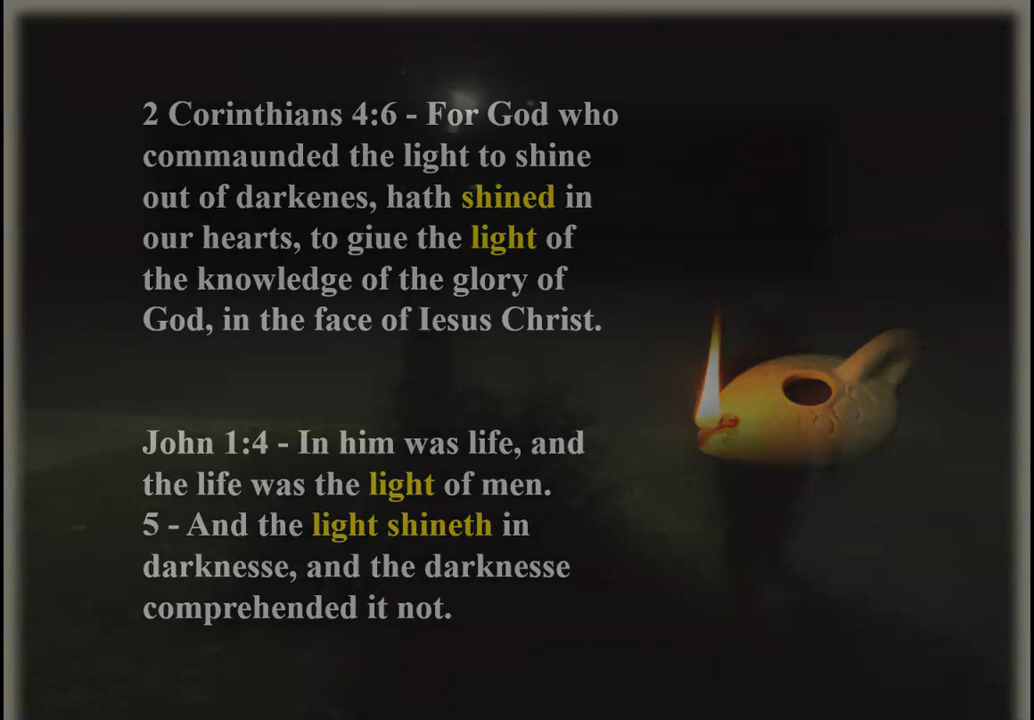 2 Corinthians 4:6 - For God who
commaunded the light to shine
out of darkenes, hath shined in
our hearts, to giue the light of
the knowledge of the glory of
God, in the face of Iesus Christ.
John 1:4 - In him was life, and
the life was the light of men.
5 - And the light shineth in
darknesse, and the darknesse
comprehended it not.